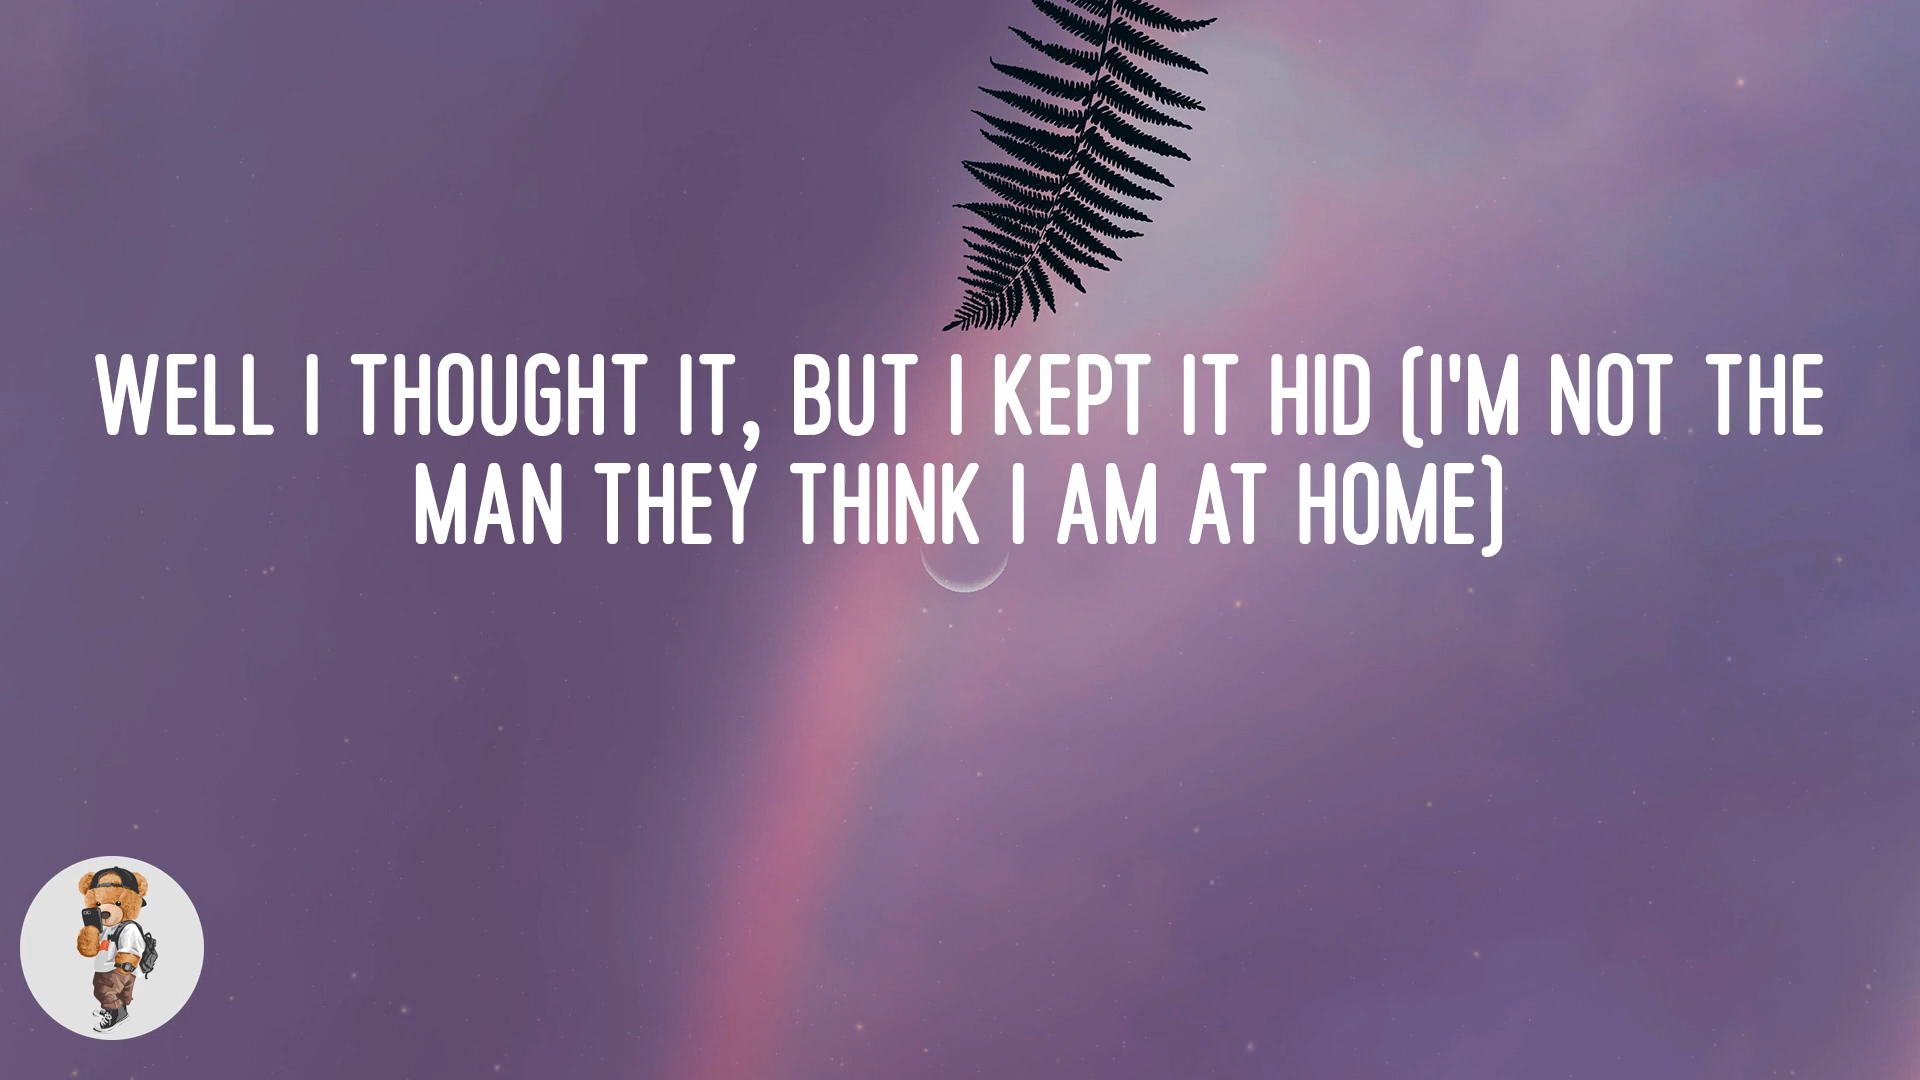 WELL I THOUGHT IT, BUT I KEPT IT HID (I'M NOT THE
MAN THEY THINK I AM AT HOME)